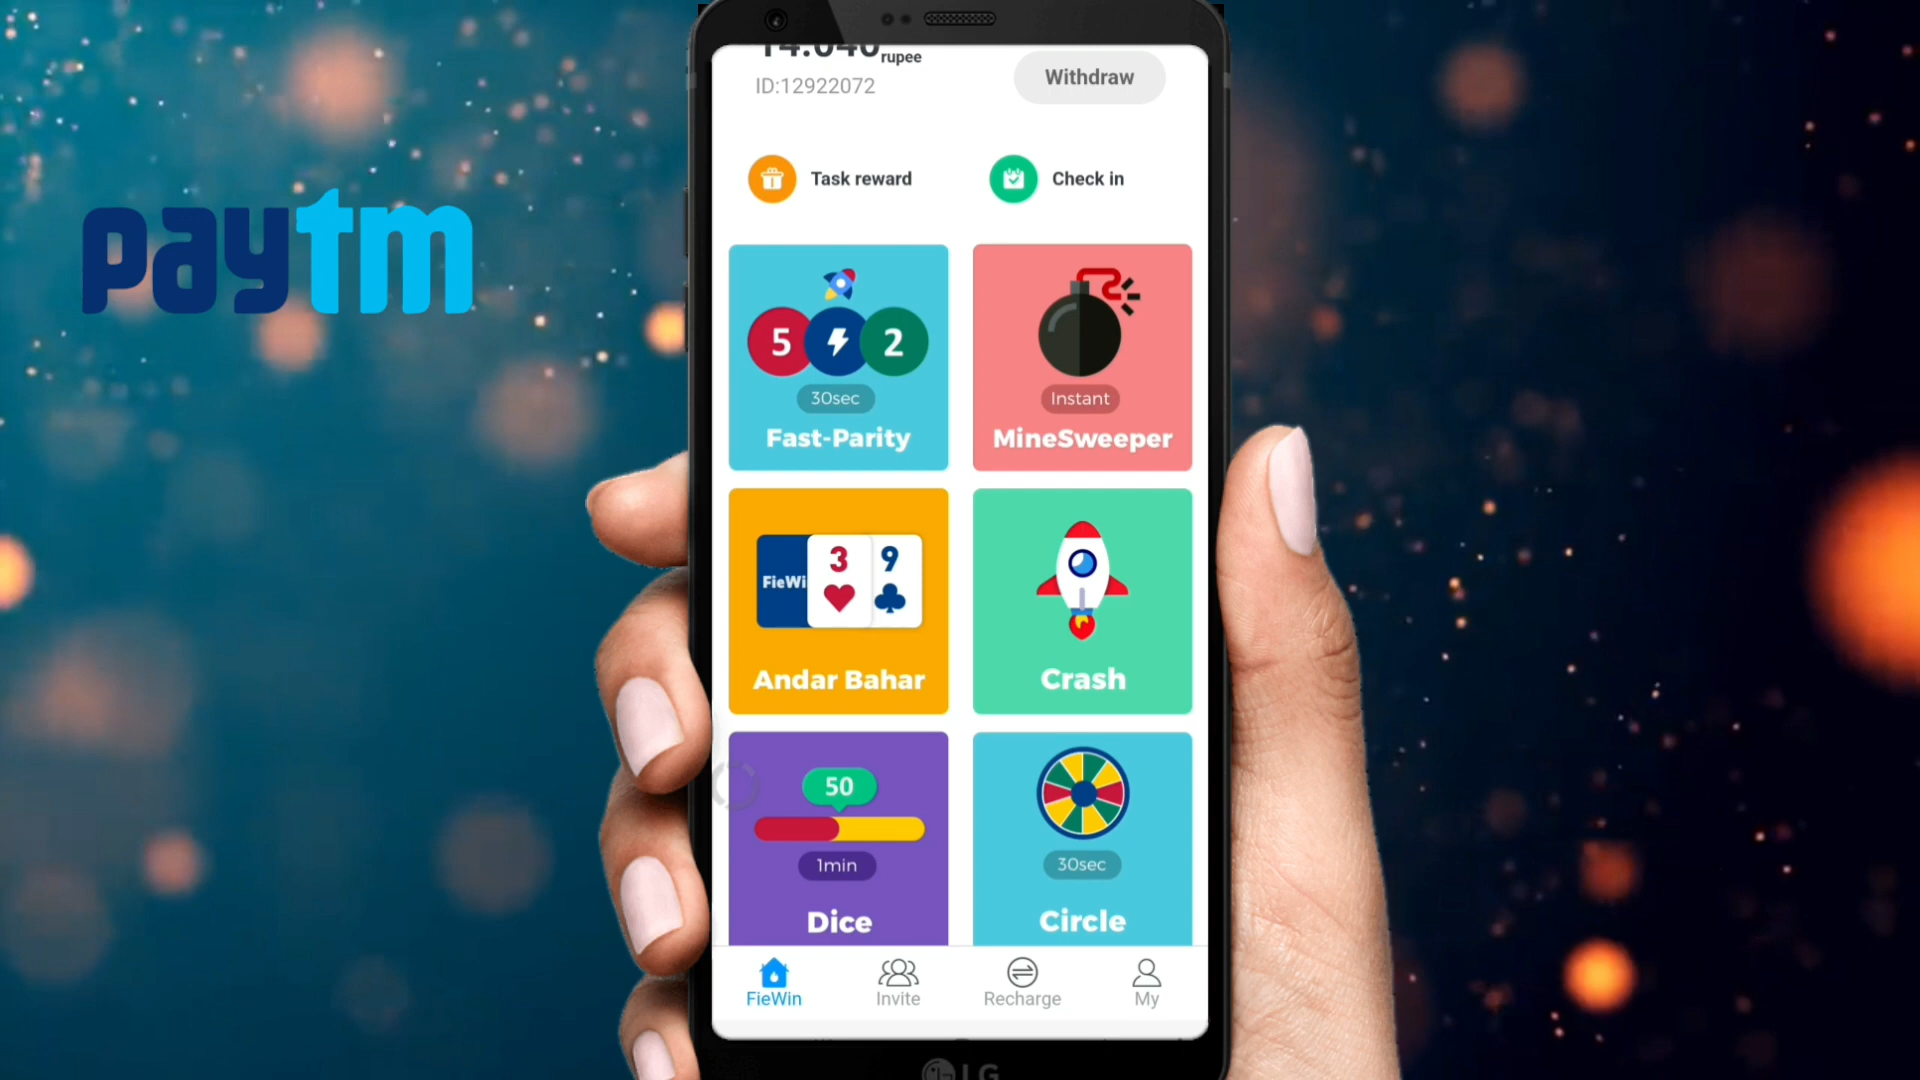 paytm
rupee
ID:12922072
Withdraw
Task reward
Check in
5 2
30sec
Fast-Parity
Instant
MineSweeper
FieWi
3 9
Andar Bahar
Crash
50
1min
Dice
30sec
Circle
FieWin
Invite
Recharge
My
LG